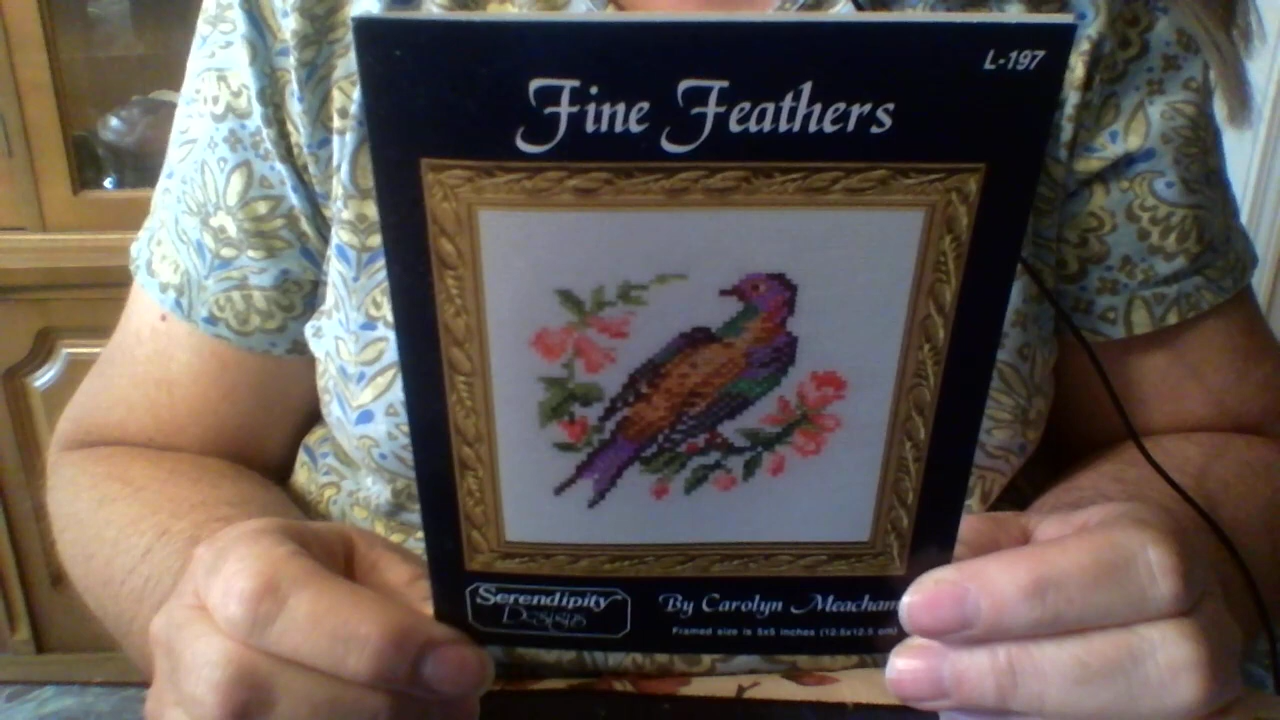 L-197
Fine Feathers
Serendipity
Designs
By Carolyn Meacham
Framed size is 5x5 inches (12.5x12.5 cm)